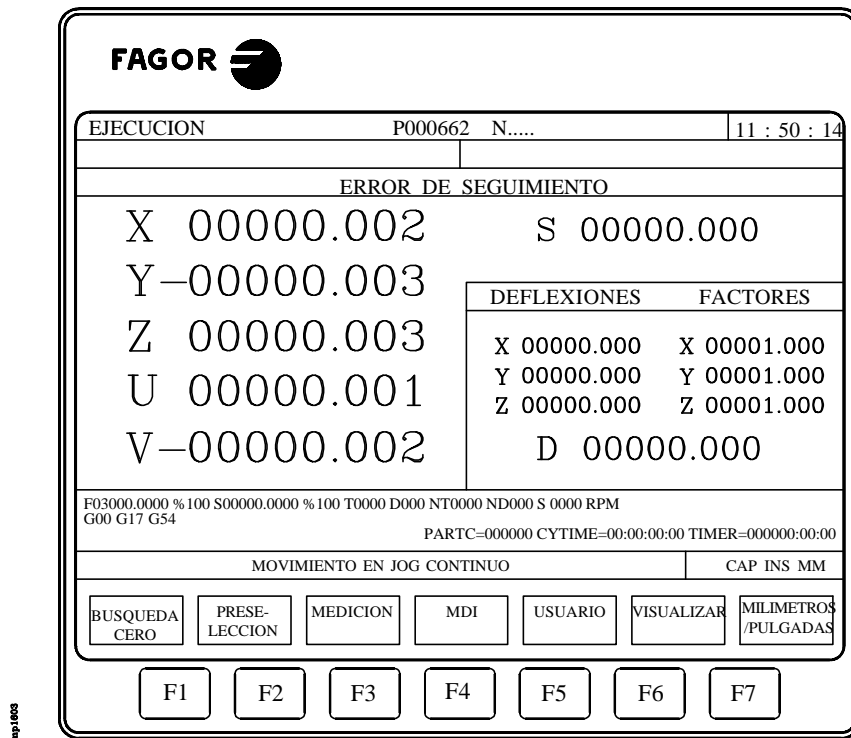 FAGOR
EJECUCION P000662 N..... 11 : 50 : 14
ERROR DE SEGUIMIENTO
X 00000.002 S 00000.000
Y-00000.003
DEFLEXIONES FACTORES
Z 00000.003
X 00000.000 X 00001.000
U 00000.001
Y 00000.000 Y 00001.000
Z 00000.000 Z 00001.000
V-00000.002 D 00000.000
F03000.0000 %100 S00000.0000 %100 T0000 D000 NT0000 ND000 S 0000 RPM
G00 G17 G54
PARTC=000000 CYTIME=00:00:00:00 TIMER=000000:00:00
MOVIMIENTO EN JOG CONTINUO CAP INS MM
BUSQUEDA
CERO
PRESE-
LECCION
MEDICION
MDI
USUARIO
VISUALIZAR
MILIMETROS
/PULGADAS
F1 F2 F3 F4 F5 F6 F7